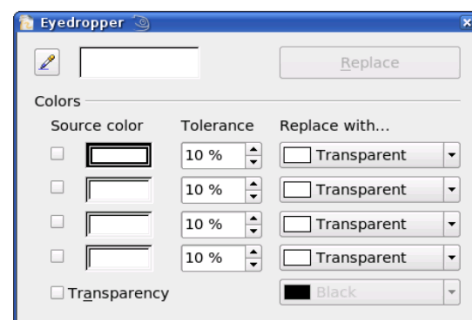 Eyedropper
Replace
Colors
Source color Tolerance Replace with...
10 % Transparent
10 % Transparent
10 % Transparent
10 % Transparent
Transparency Black